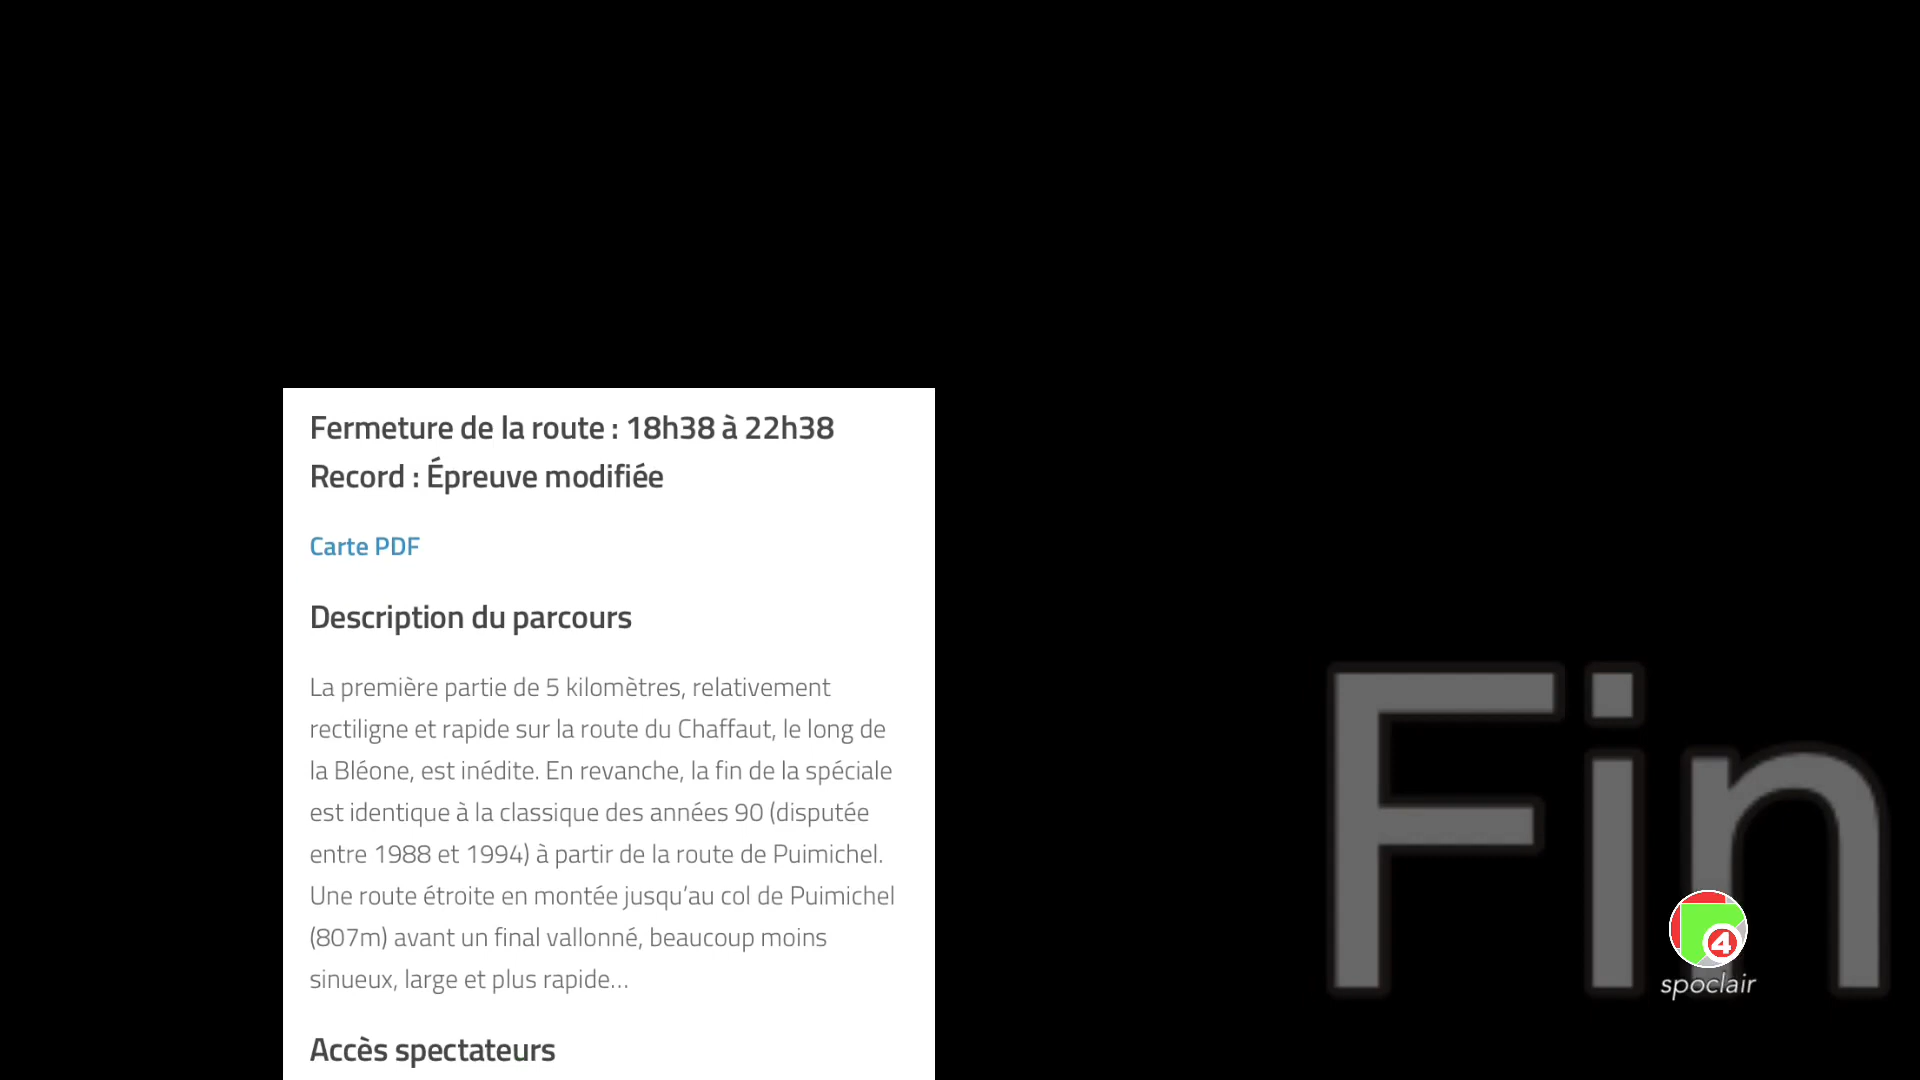 Fermeture de la route : 18h38 à 22h38
Record : Épreuve modifiée
Carte PDF
Description du parcours
La première partie de 5 kilomètres, relativement
rectiligne et rapide sur la route du Chaffaut, le long de
la Bléone, est inédite. En revanche, la fin de la spéciale
est identique à la classique des années 90 (disputée
entre 1988 et 1994) à partir de la route de Puimichel.
Une route étroite en montée jusqu’au col de Puimichel
(807m) avant un final vallonné, beaucoup moins
sinueux, large et plus rapide…
Accès spectateurs
Fin
4
spoclair